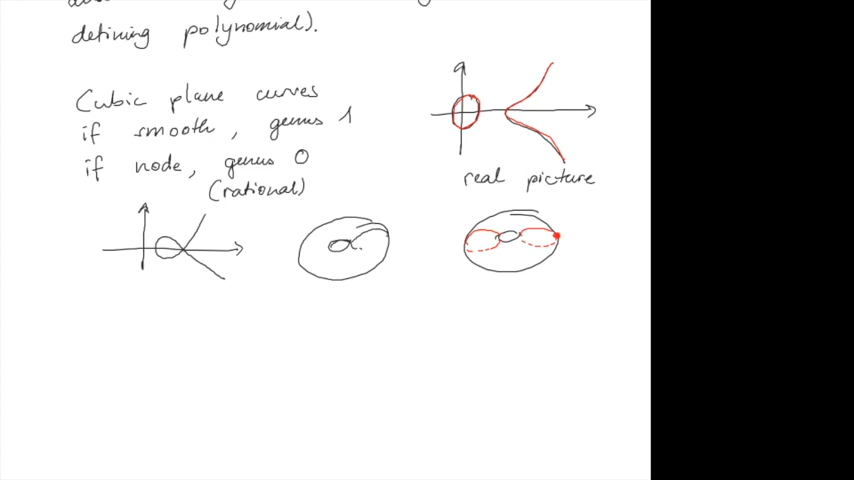 defining polynomial).
Cubic plane curves
if smooth, genus 1
if node, genus 0
(rational)
real picture